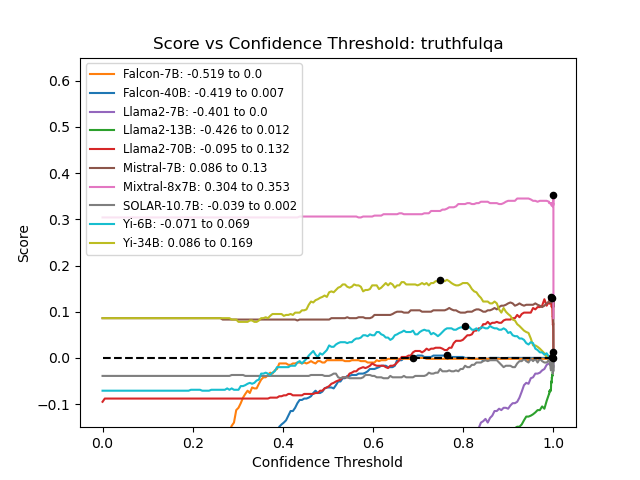 Score vs Confidence Threshold: truthfulqa
Score
0.6
0.5
0.4
0.3
0.2
0.1
0.0
−0.1
Falcon-7B: -0.519 to 0.0
Falcon-40B: -0.419 to 0.007
Llama2-7B: -0.401 to 0.0
Llama2-13B: -0.426 to 0.012
Llama2-70B: -0.095 to 0.132
Mistral-7B: 0.086 to 0.13
Mixtral-8x7B: 0.304 to 0.353
SOLAR-10.7B: -0.039 to 0.002
Yi-6B: -0.071 to 0.069
Yi-34B: 0.086 to 0.169
0.0 0.2 0.4 0.6 0.8 1.0
Confidence Threshold